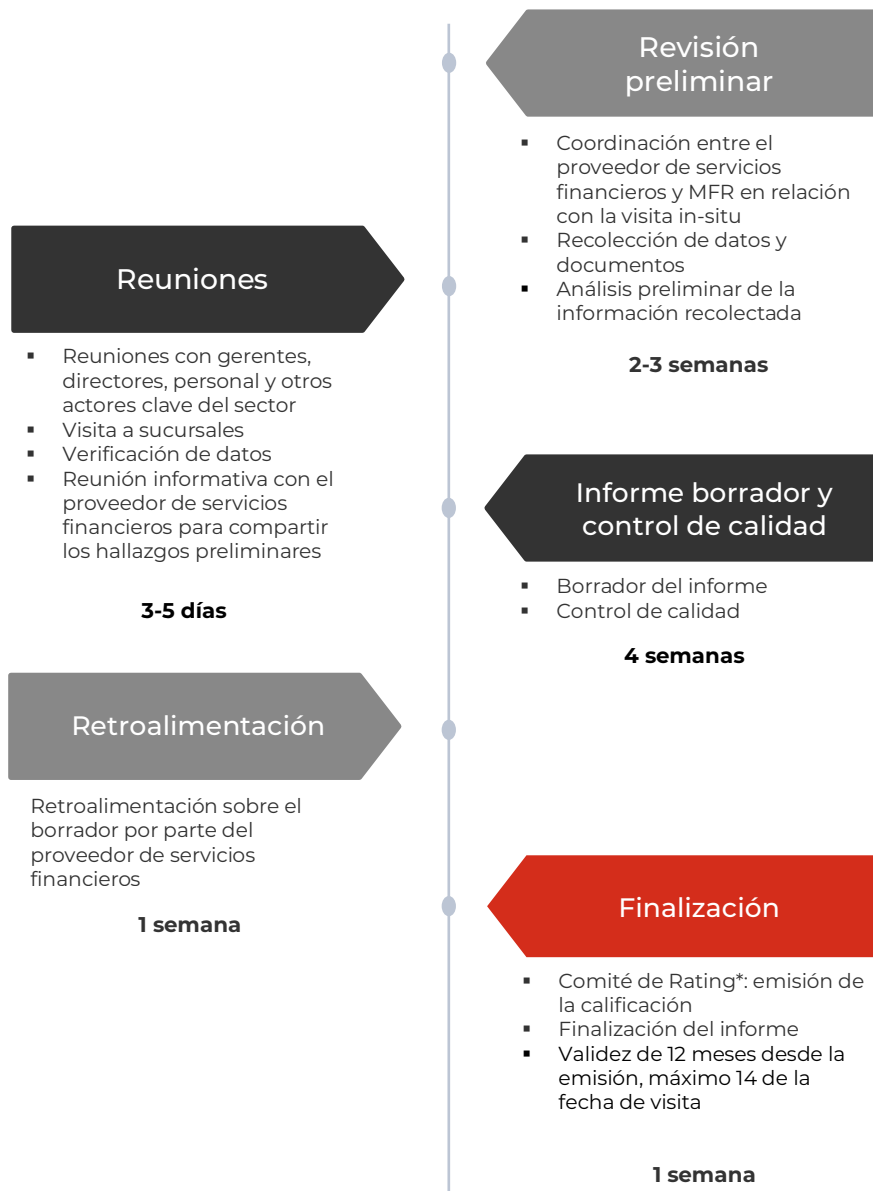 Revisión
preliminar
▪ Coordinación entre el
proveedor de servicios
financieros y MFR en relación
con la visita in-situ
▪ Recolección de datos y
documentos
▪ Análisis preliminar de la
información recolectada
2-3 semanas
Reuniones
▪ Reuniones con gerentes,
directores, personal y otros
actores clave del sector
▪ Visita a sucursales
▪ Verificación de datos
▪ Reunión informativa con el
proveedor de servicios
financieros para compartir
los hallazgos preliminares
3-5 días
Informe borrador y
control de calidad
▪ Borrador del informe
▪ Control de calidad
4 semanas
Retroalimentación
Retroalimentación sobre el
borrador por parte del
proveedor de servicios
financieros
1 semana
Finalización
▪ Comité de Rating*: emisión de
la calificación
▪ Finalización del informe
▪ Validez de 12 meses desde la
emisión, máximo 14 de la
fecha de visita
1 semana